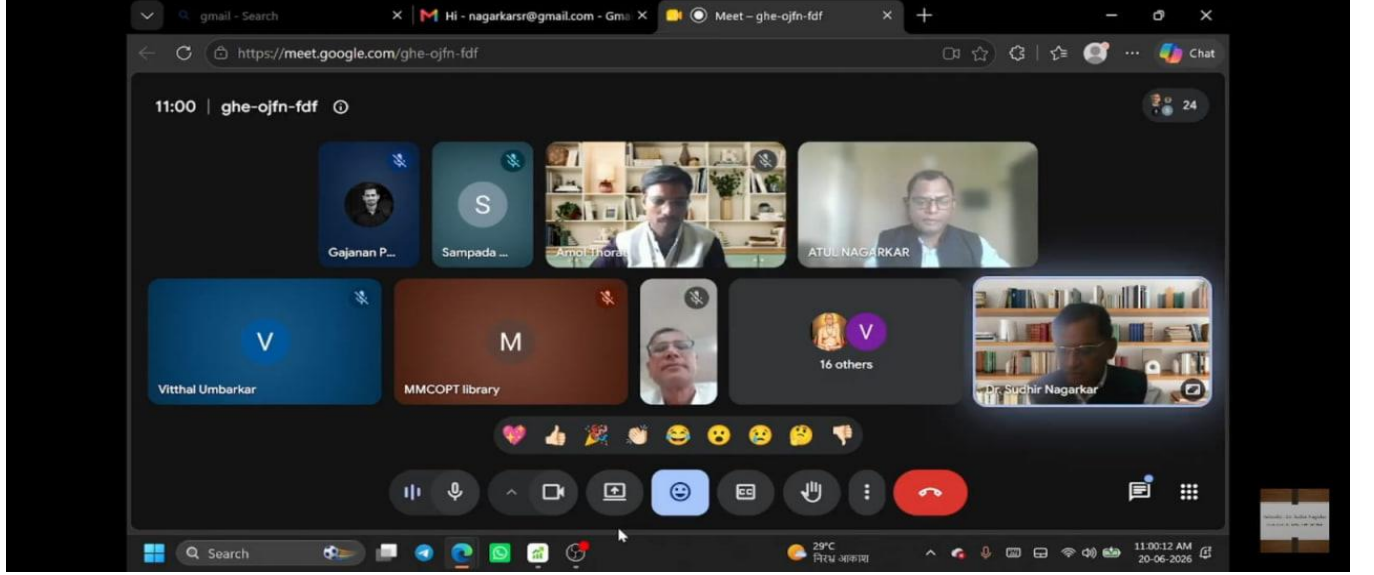 gmail - Search
Hi - nagarkarsr@gmail.com - Gma
Meet – ghe-ojfn-fdf
https://meet.google.com/ghe-ojfn-fdf
Chat
11:00 | ghe-ojfn-fdf
24
S
Gajanan P...
Sampada ...
Amol Thorat
ATUL NAGARKAR
V
M
V
16 others
Vitthal Umbarkar
MMCOPT library
Dr. Sudhir Nagarkar
CC
Search
29°C
निरभ्र आकाश
11:00:12 AM
20-06-2026